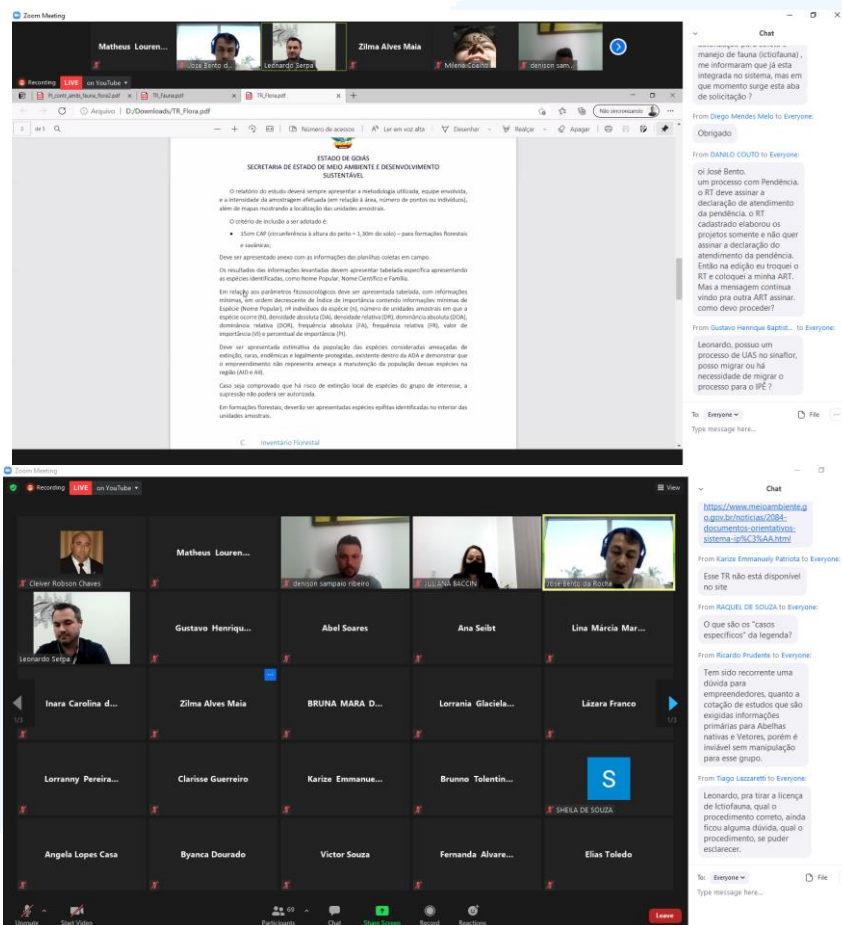 Zoom Meeting
Matheus Louren...
Jose Bento d...
Leonardo Serpa
Zilma Alves Maia
Milena Coelho
denison sam...
Recording LIVE on YouTube
TR_Fauna.pdf
TR_Flora.pdf
Arquivo | D:/Downloads/TR_Flora.pdf
Não sincronizando
de 5
Número de acessos | Ler em voz alta | Desenhar Realçar Apagar
ESTADO DE GOIÁS
SECRETARIA DE ESTADO DE MEIO AMBIENTE E DESENVOLVIMENTO
SUSTENTÁVEL
O relatório do estudo deverá sempre apresentar a metodologia utilizada, equipe envolvida,
e a intensidade da amostragem efetuada (em relação à área, número de pontos ou indivíduos),
além de mapas mostrando a localização das unidades amostrais.
O critério de inclusão a ser adotado é:
• 15cm CAP (circunferência à altura do peito = 1,30m do solo) – para formações florestais
e savânicas;
Deve ser apresentado anexo com as informações das planilhas coletas em campo.
Os resultados das informações levantadas devem apresentar tabelada específica apresentando
as espécies identificadas, como Nome Popular, Nome Científico e Família.
Em relação aos parâmetros fitossociológicos deve ser apresentada tabelada, com informações
mínimas, em ordem decrescente de Índice de Importância contendo informações mínimas de
Espécie (Nome Popular), nº indivíduos da espécie (n), número de unidades amostrais em que a
espécie ocorre (N), densidade absoluta (DA), densidade relativa (DR), dominância absoluta (DOA),
dominância relativa (DOR), frequência absoluta (FA), frequência relativa (FR), valor de
importância (VI) e percentual de importância (PI).
Deve ser apresentada estimativa da população das espécies consideradas ameaçadas de
extinção, raras, endêmicas e legalmente protegidas, existente dentro da ADA e demonstrar que
o empreendimento não representa ameaça a manutenção da população dessas espécies na
região (AID e AII).
Caso seja comprovado que há risco de extinção local de espécies do grupo de interesse, a
supressão não poderá ser autorizada.
Em formações florestais, deverão ser apresentadas espécies epífitas identificadas no interior das
unidades amostrais.
C. Inventário Florestal
Chat
manejo de fauna (ictiofauna) ,
me informaram que já esta
integrada no sistema, mas em
que momento surge esta aba
de solicitação ?
From Diego Mendes Melo to Everyone:
Obrigado
From DANILO COUTO to Everyone:
oi José Bento.
um processo com Pendência.
o RT deve assinar a
declaração de atendimento
da pendência. o RT
cadastrado elaborou os
projetos somente e não quer
assinar a declaração do
atendimento da pendência.
Então na edição eu troquei o
RT e coloquei a minha ART.
Mas a mensagem continua
vindo pra outra ART assinar.
como devo proceder?
From Gustavo Henrique Baptist... to Everyone:
Leonardo, possuo um
processo de UAS no sinaflor,
posso migrar ou há
necessidade de migrar o
processo para o IPÊ ?
To: Everyone File
Type message here...
Zoom Meeting
Recording LIVE on YouTube
View
Cleiver Robson Chaves
Matheus Louren...
denison sampaio ribeiro
JULIANA BACCIN
Jose Bento da Rocha
Leonardo Serpa
Gustavo Henriqu...
Abel Soares
Ana Seibt
Lina Márcia Mar...
Inara Carolina d...
Zilma Alves Maia
BRUNA MARA D...
Lorrania Glaciela...
Lázara Franco
1/3
1/3
Lorranny Pereira...
Clarisse Guerreiro
Karize Emmanue...
Brunno Tolentin...
S
SHEILA DE SOUZA
Angela Lopes Casa
Byanca Dourado
Victor Souza
Fernanda Alvare...
Elias Toledo
Unmute
Start Video
69
Participants
Chat
Share Screen
Record
Reactions
Leave
Chat
https://www.meioambiente.g
o.gov.br/noticias/2084-
documentos-orientativos-
sistema-ip%C3%AA.html
From Karize Emmanuely Patriota to Everyone:
Esse TR não está disponível
no site
From RAQUEL DE SOUZA to Everyone:
O que são os "casos
específicos" da legenda?
From Ricardo Prudente to Everyone:
Tem sido recorrente uma
dúvida para
empreendedores, quanto a
cotação de estudos que são
exigidas informações
primárias para Abelhas
nativas e Vetores, porém é
inviável sem manipulação
para esse grupo.
From Tiago Lazzaretti to Everyone:
Leonardo, pra tirar a licença
de Ictiofauna, qual o
procedimento correto, ainda
ficou alguma dúvida, qual o
procedimento, se puder
esclarecer.
To: Everyone File
Type message here...